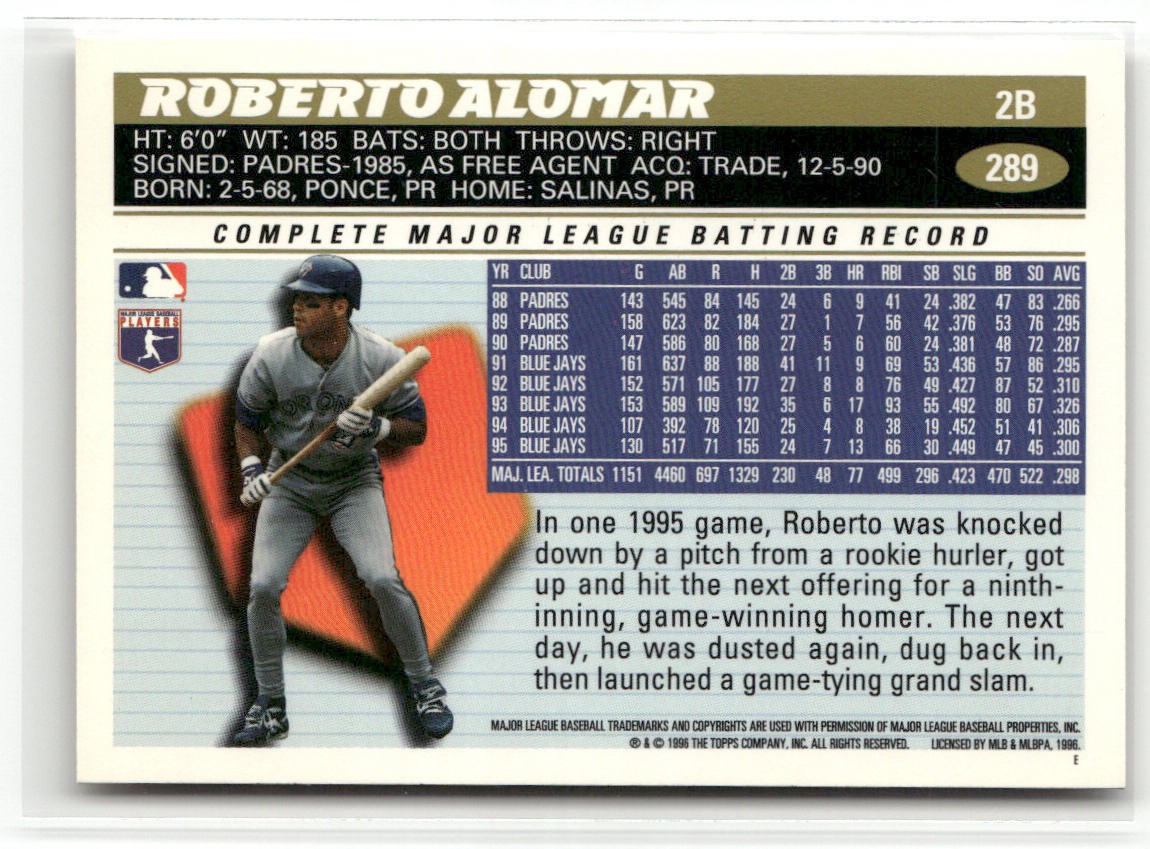 ROBERTO ALOMAR 2B
HT: 6'0" WT: 185 BATS: BOTH THROWS: RIGHT
SIGNED: PADRES-1985, AS FREE AGENT ACQ: TRADE, 12-5-90
289
BORN: 2-5-68, PONCE, PR HOME: SALINAS, PR
COMPLETE MAJOR LEAGUE BATTING RECORD
MAJOR LEAGUE BASEBALL
PLAYERS
ORON
YR CLUB G AB R H 2B 3B HR RBI SB SLG BB SO AVG
88 PADRES 143 545 84 145 24 6 9 41 24 .382 47 83 .266
89 PADRES 158 623 82 184 27 1 7 56 42 .376 53 76 .295
90 PADRES 147 586 80 168 27 5 6 60 24 .381 48 72 .287
91 BLUE JAYS 161 637 88 188 41 11 9 69 53 .436 57 86 .295
92 BLUE JAYS 152 571 105 177 27 8 8 76 49 .427 87 52 .310
93 BLUE JAYS 153 589 109 192 35 6 17 93 55 .492 80 67 .326
94 BLUE JAYS 107 392 78 120 25 4 8 38 19 .452 51 41 .306
95 BLUE JAYS 130 517 71 155 24 7 13 66 30 .449 47 45 .300
MAJ. LEA. TOTALS 1151 4460 697 1329 230 48 77 499 296 .423 470 522 .298
In one 1995 game, Roberto was knocked
down by a pitch from a rookie hurler, got
up and hit the next offering for a ninth-
inning, game-winning homer. The next
day, he was dusted again, dug back in,
then launched a game-tying grand slam.
MAJOR LEAGUE BASEBALL TRADEMARKS AND COPYRIGHTS ARE USED WITH PERMISSION OF MAJOR LEAGUE BASEBALL PROPERTIES, INC.
® & © 1996 THE TOPPS COMPANY, INC. ALL RIGHTS RESERVED. LICENSED BY MLB & MLBPA, 1996.
E